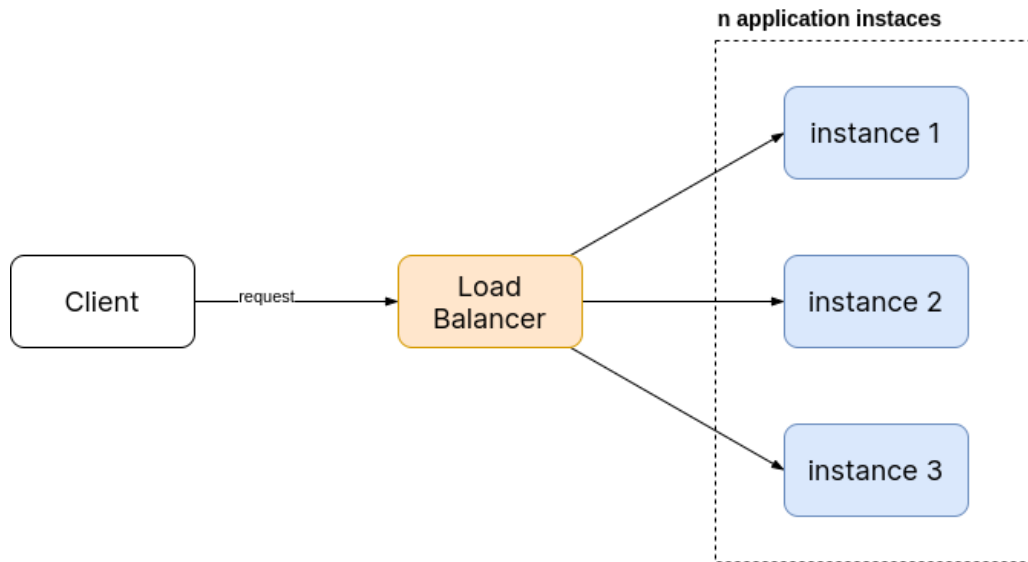 n application instaces
instance 1
Client
request
Load
Balancer
instance 2
instance 3